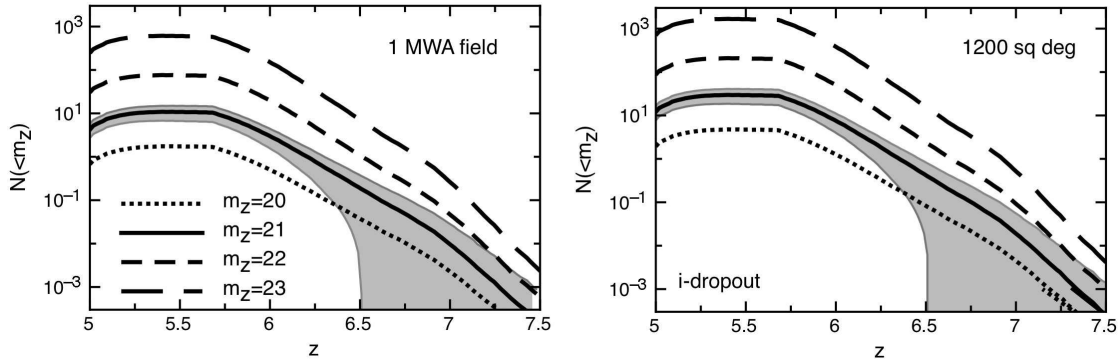 10³
10¹
10⁻¹
10⁻³
N(<m_z)
1 MWA field
m_z=20
m_z=21
m_z=22
m_z=23
5 5.5 6 6.5 7 7.5
z
10³
10¹
10⁻¹
10⁻³
N(<m_z)
1200 sq deg
i-dropout
5 5.5 6 6.5 7 7.5
z